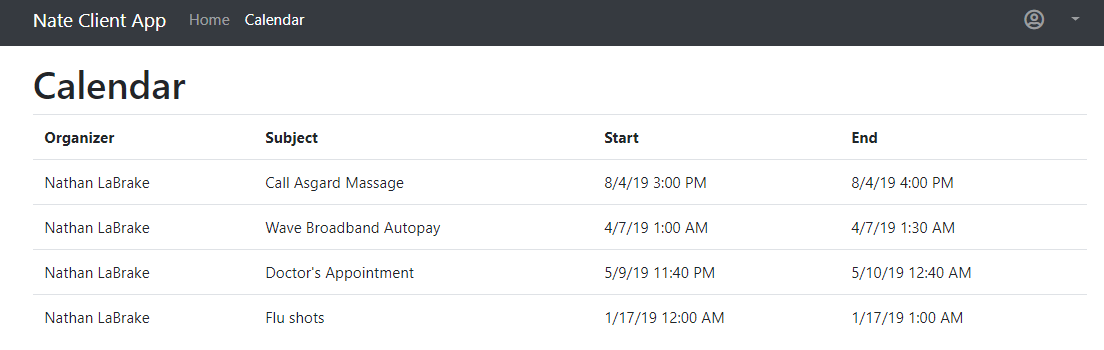 Nate Client App Home Calendar
Calendar
Organizer Subject Start End
Nathan LaBrake Call Asgard Massage 8/4/19 3:00 PM 8/4/19 4:00 PM
Nathan LaBrake Wave Broadband Autopay 4/7/19 1:00 AM 4/7/19 1:30 AM
Nathan LaBrake Doctor's Appointment 5/9/19 11:40 PM 5/10/19 12:40 AM
Nathan LaBrake Flu shots 1/17/19 12:00 AM 1/17/19 1:00 AM